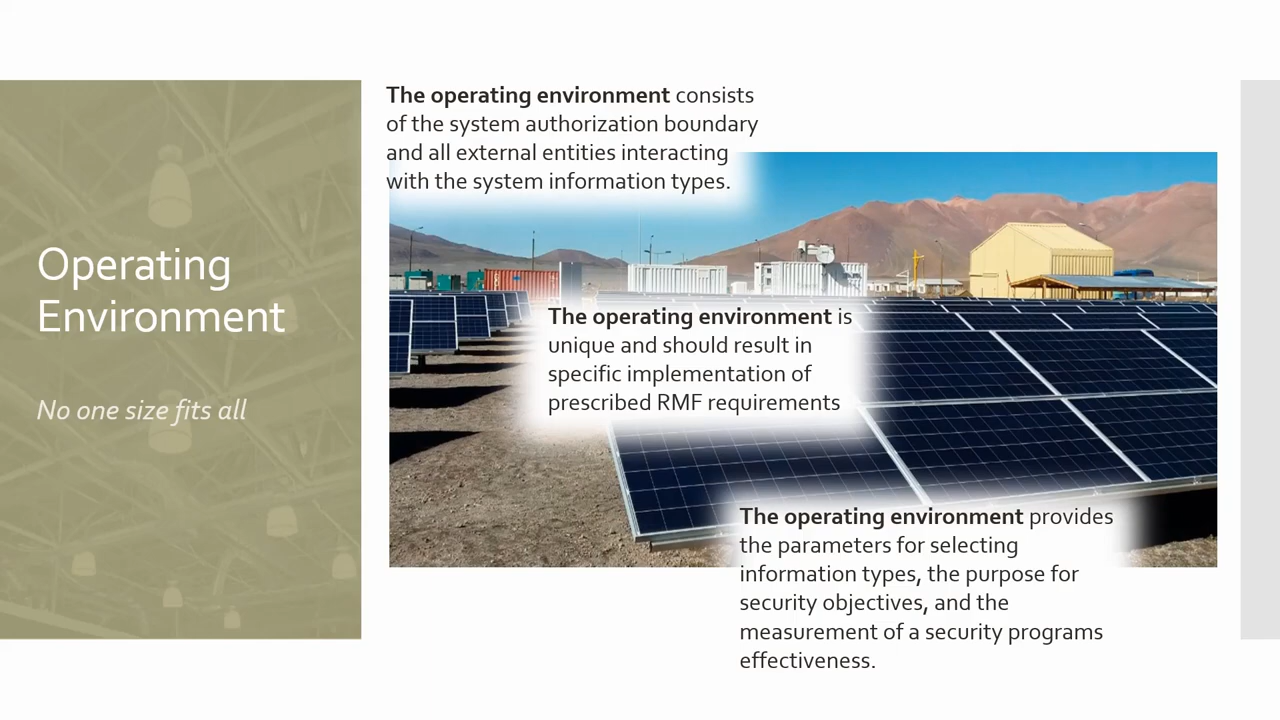 Operating
Environment
No one size fits all
The operating environment consists
of the system authorization boundary
and all external entities interacting
with the system information types.
The operating environment is
unique and should result in
specific implementation of
prescribed RMF requirements
The operating environment provides
the parameters for selecting
information types, the purpose for
security objectives, and the
measurement of a security programs
effectiveness.